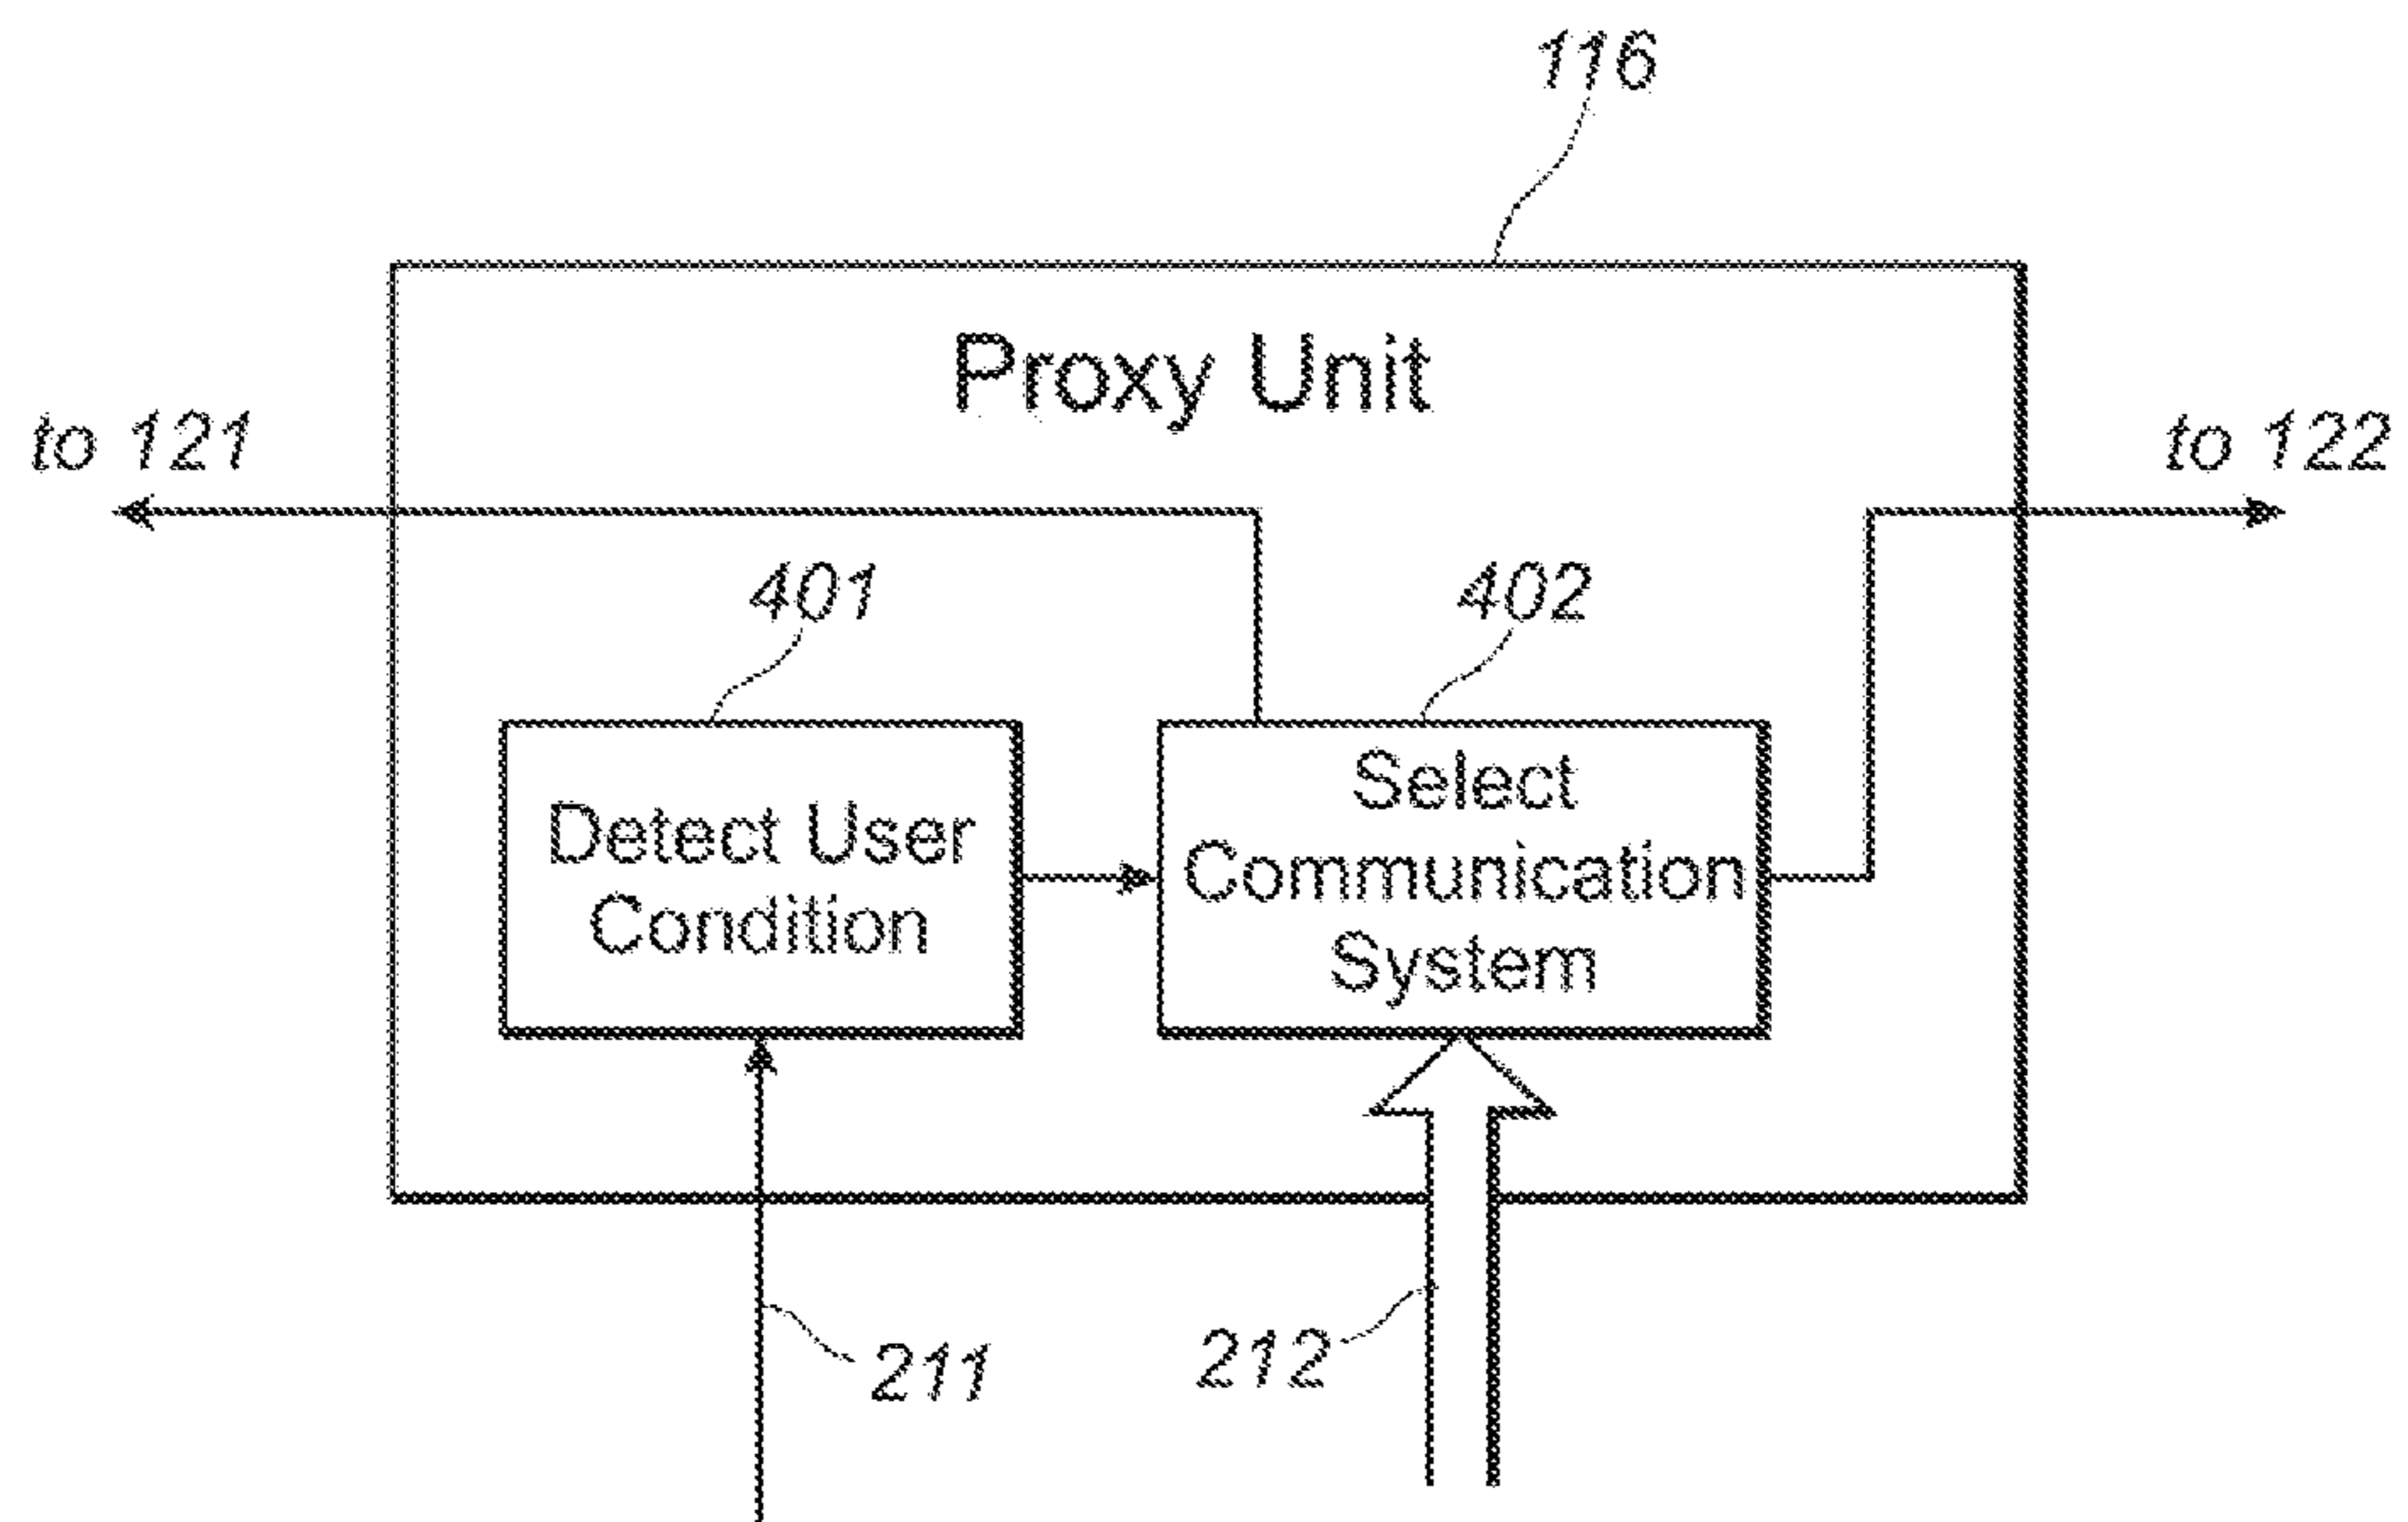 116
Proxy Unit
to 121
to 122
401
402
Detect User
Condition
Select
Communication
System
211
212